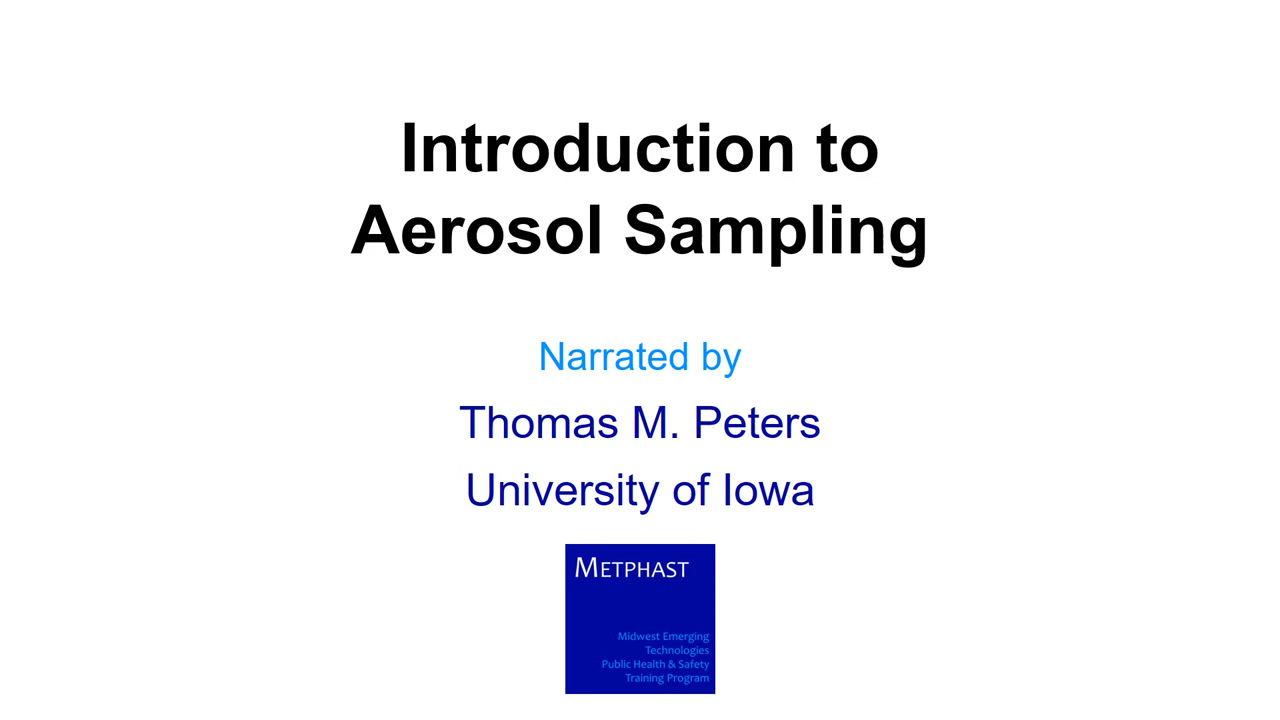 Introduction to
Aerosol Sampling
Narrated by
Thomas M. Peters
University of Iowa
METPHAST
Midwest Emerging
Technologies
Public Health & Safety
Training Program